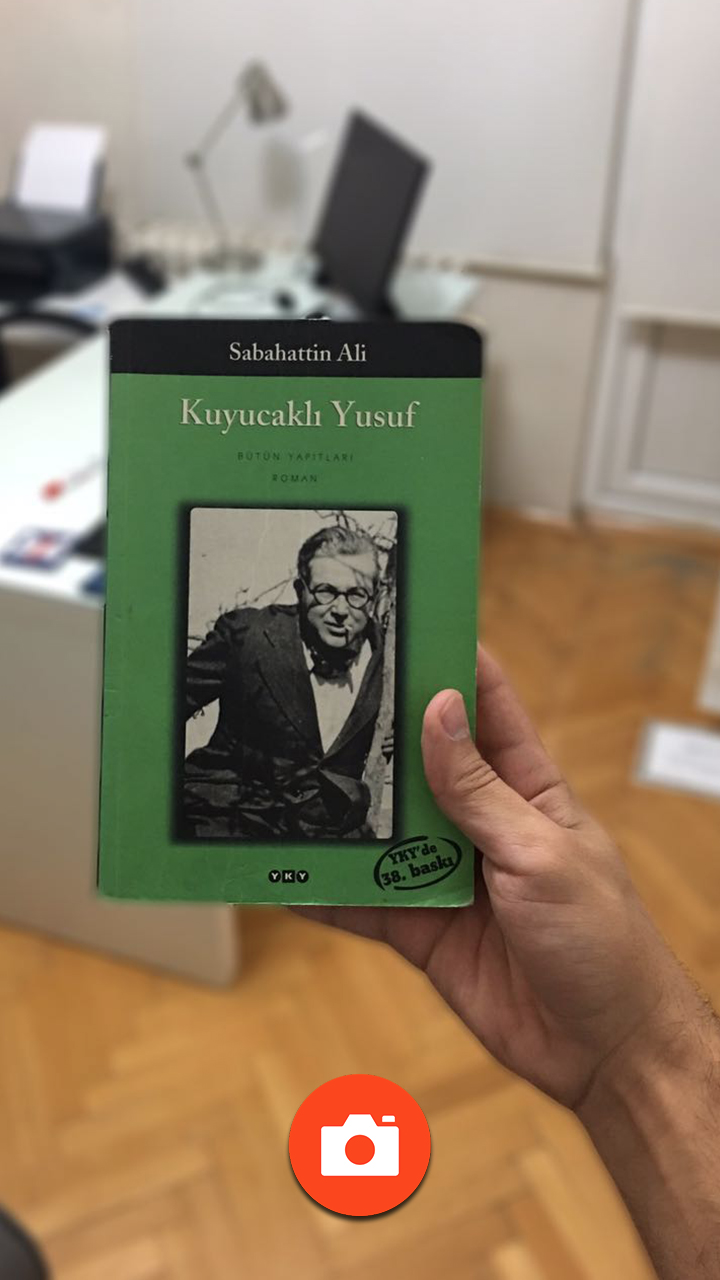 Sabahattin Ali
Kuyucaklı Yusuf
BÜTÜN YAPITLARI
ROMAN
YKY
YKY'de
38. baskı